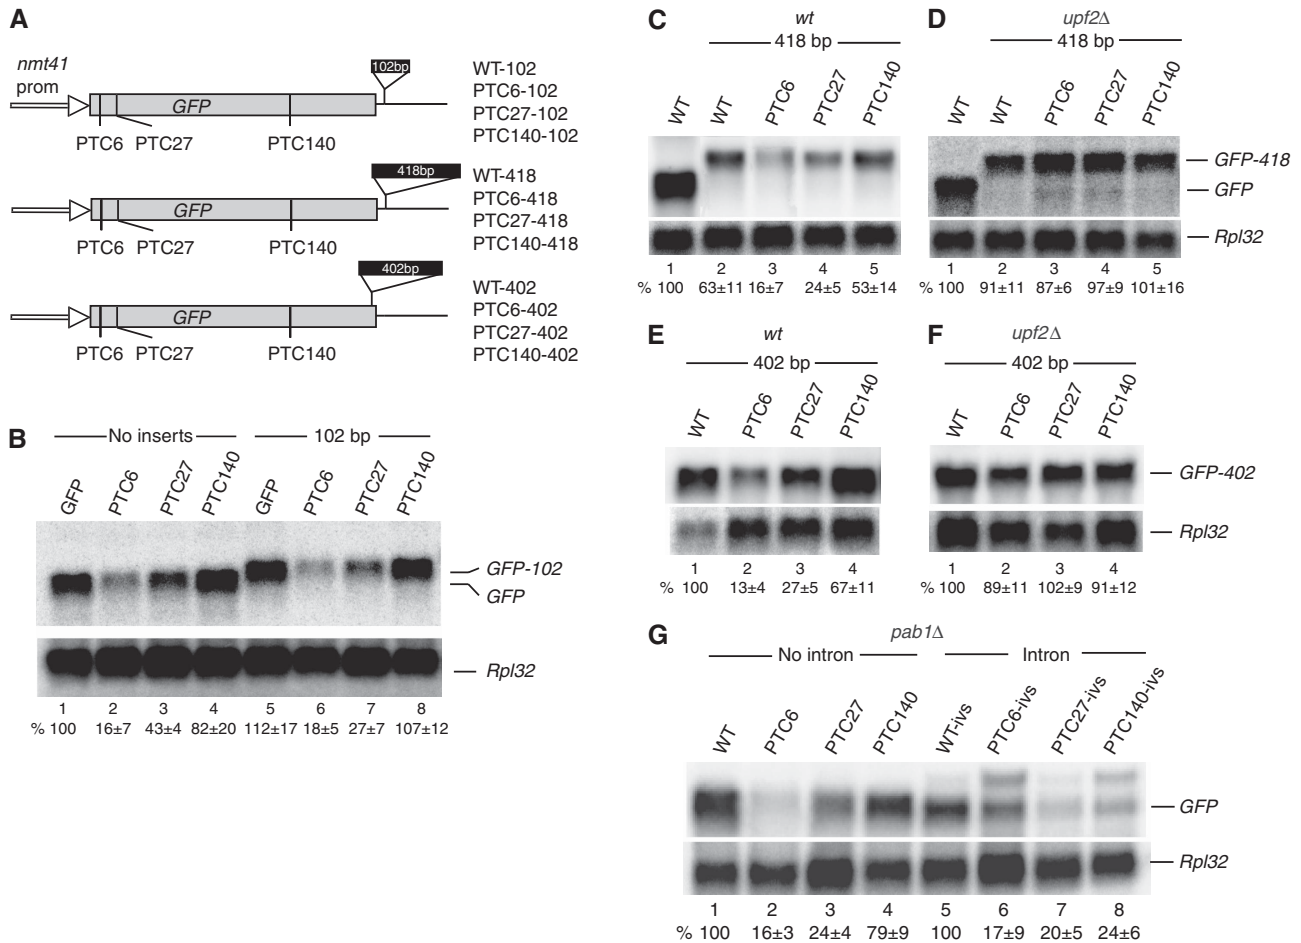 A
nmt41
prom
102bp
GFP
PTC6 PTC27 PTC140
WT-102
PTC6-102
PTC27-102
PTC140-102
418bp
GFP
PTC6 PTC27 PTC140
WT-418
PTC6-418
PTC27-418
PTC140-418
402bp
GFP
PTC6 PTC27 PTC140
WT-402
PTC6-402
PTC27-402
PTC140-402
B
No inserts 102 bp
GFP PTC6 PTC27 PTC140 GFP PTC6 PTC27 PTC140
GFP-102
GFP
Rpl32
1 2 3 4 5 6 7 8
% 100 16±7 43±4 82±20 112±17 18±5 27±7 107±12
C
wt
418 bp
WT WT PTC6 PTC27 PTC140
1 2 3 4 5
% 100 63±11 16±7 24±5 53±14
D
upf2Δ
418 bp
WT WT PTC6 PTC27 PTC140
GFP-418
GFP
Rpl32
1 2 3 4 5
% 100 91±11 87±6 97±9 101±16
E
wt
402 bp
WT PTC6 PTC27 PTC140
1 2 3 4
% 100 13±4 27±5 67±11
F
upf2Δ
402 bp
WT PTC6 PTC27 PTC140
GFP-402
Rpl32
1 2 3 4
% 100 89±11 102±9 91±12
G
pab1Δ
No intron Intron
WT PTC6 PTC27 PTC140 WT-ivs PTC6-ivs PTC27-ivs PTC140-ivs
GFP
Rpl32
1 2 3 4 5 6 7 8
% 100 16±3 24±4 79±9 100 17±9 20±5 24±6